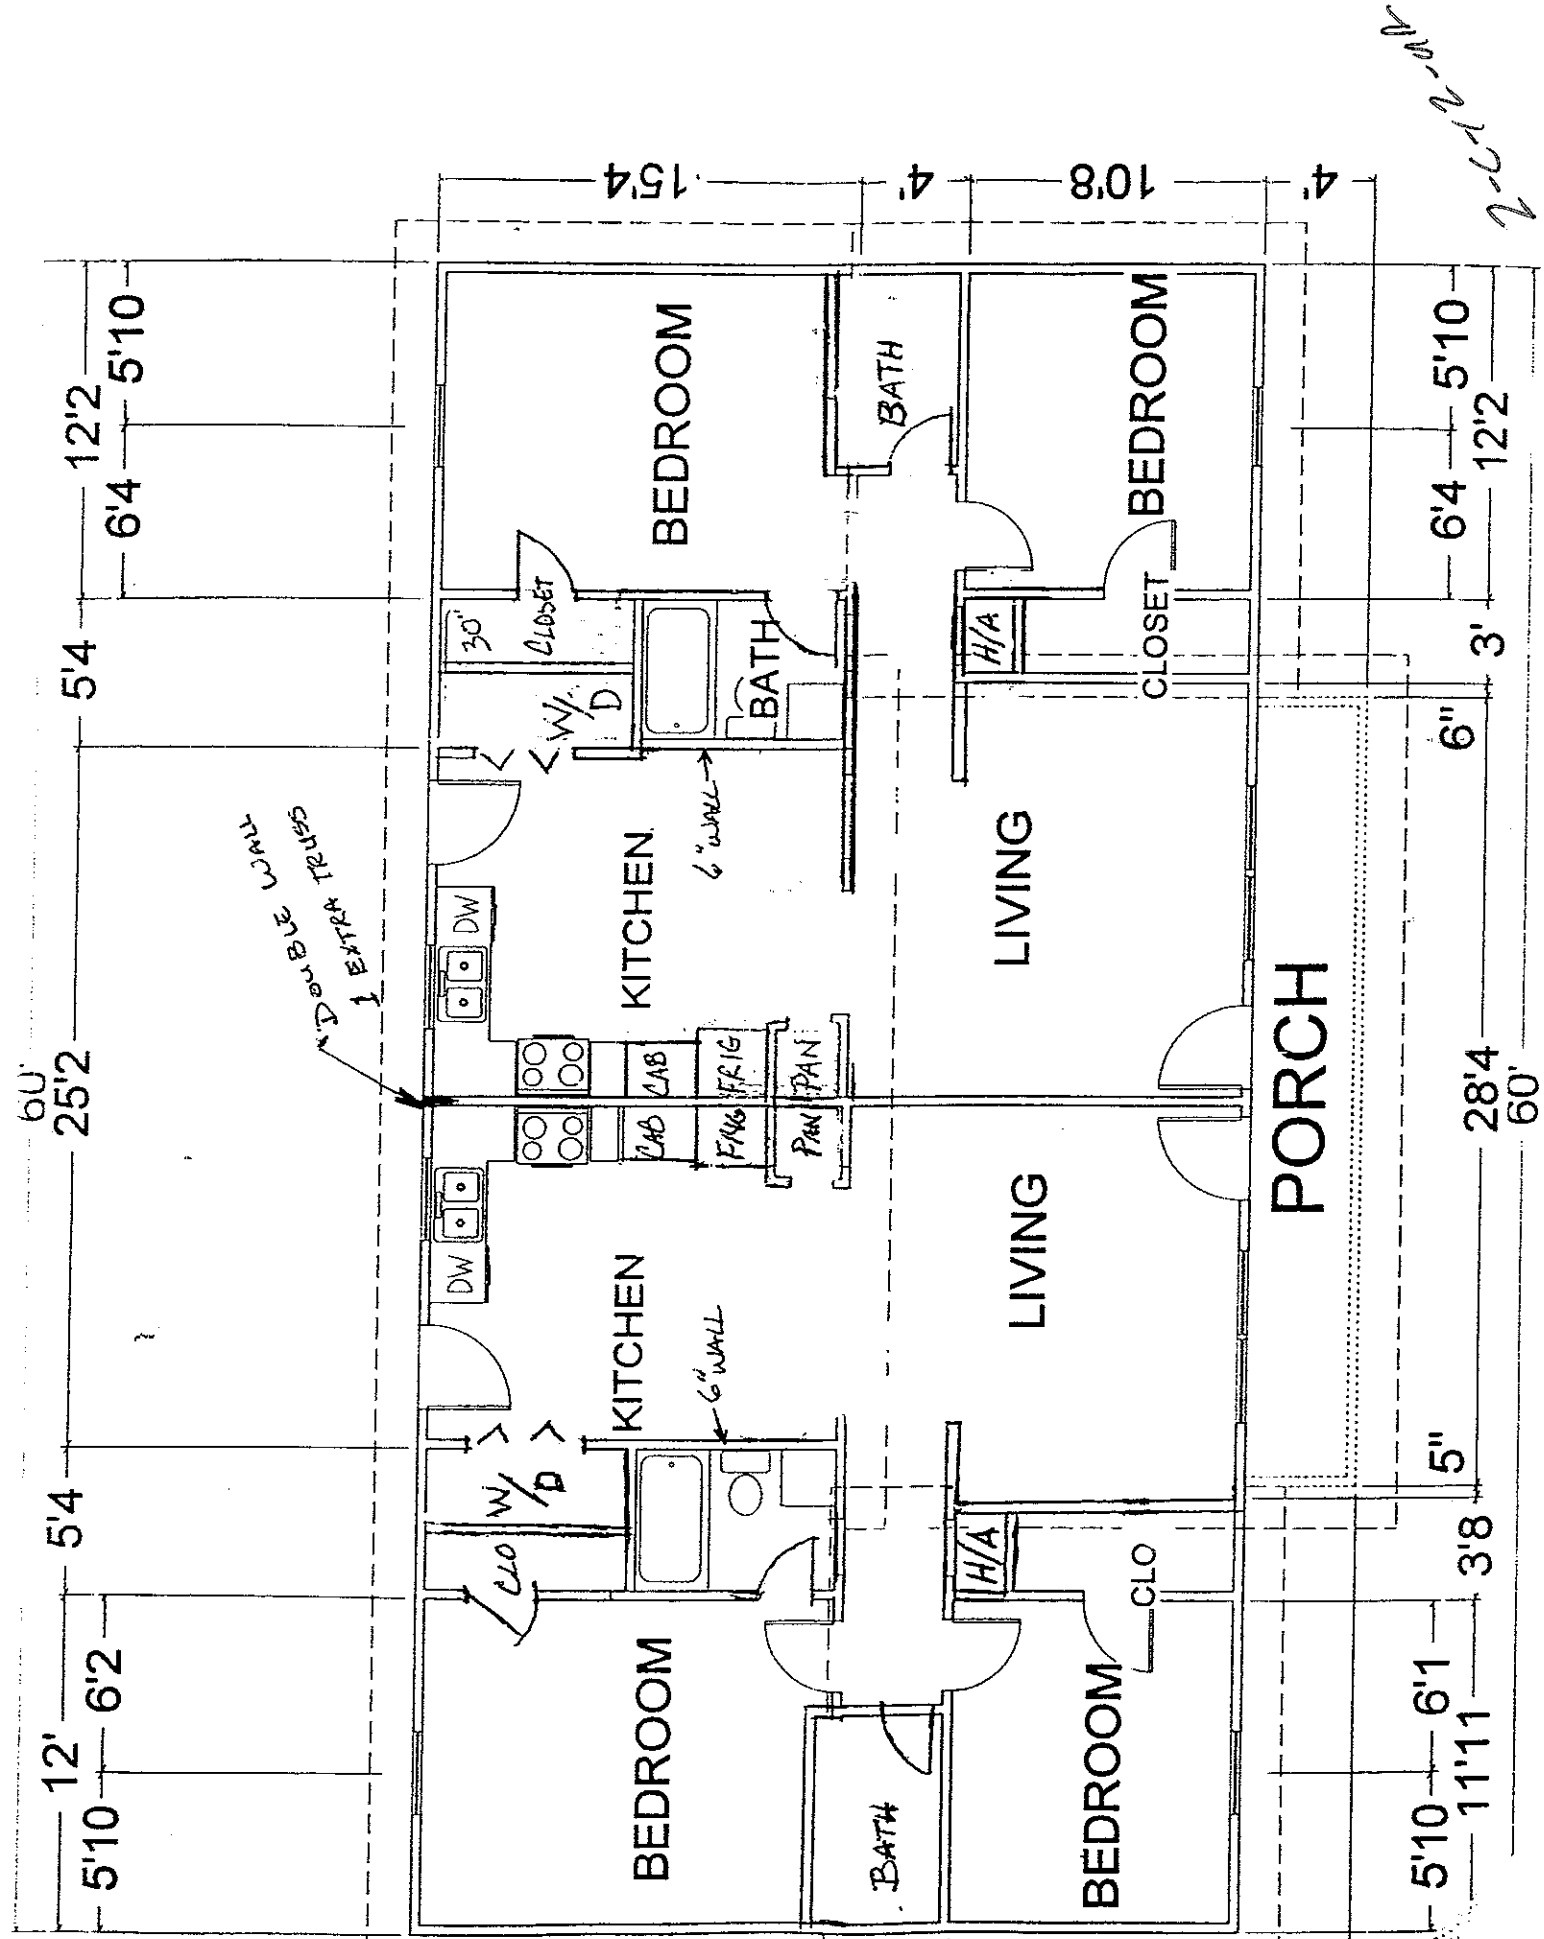 60'
12' 5'4 25'2 5'4 12'2
5'10 6'2 6'4 5'10
"DOUBLE WALL
1 EXTRA TRUSS
DW DW
CLO W/D W/D 30" CLOSET
CAB CAB
BEDROOM KITCHEN KITCHEN BEDROOM
FRIG FRIG
6" WALL 6" WALL
BATH
PAN PAN
BATH BATH
H/A H/A
LIVING LIVING
BEDROOM CLO CLOSET BEDROOM
PORCH
15'4
4'
10'8
4'
5'10 6'1 5" 6" 6'4 5'10
11'11 3'8 28'4 3' 12'2
60'